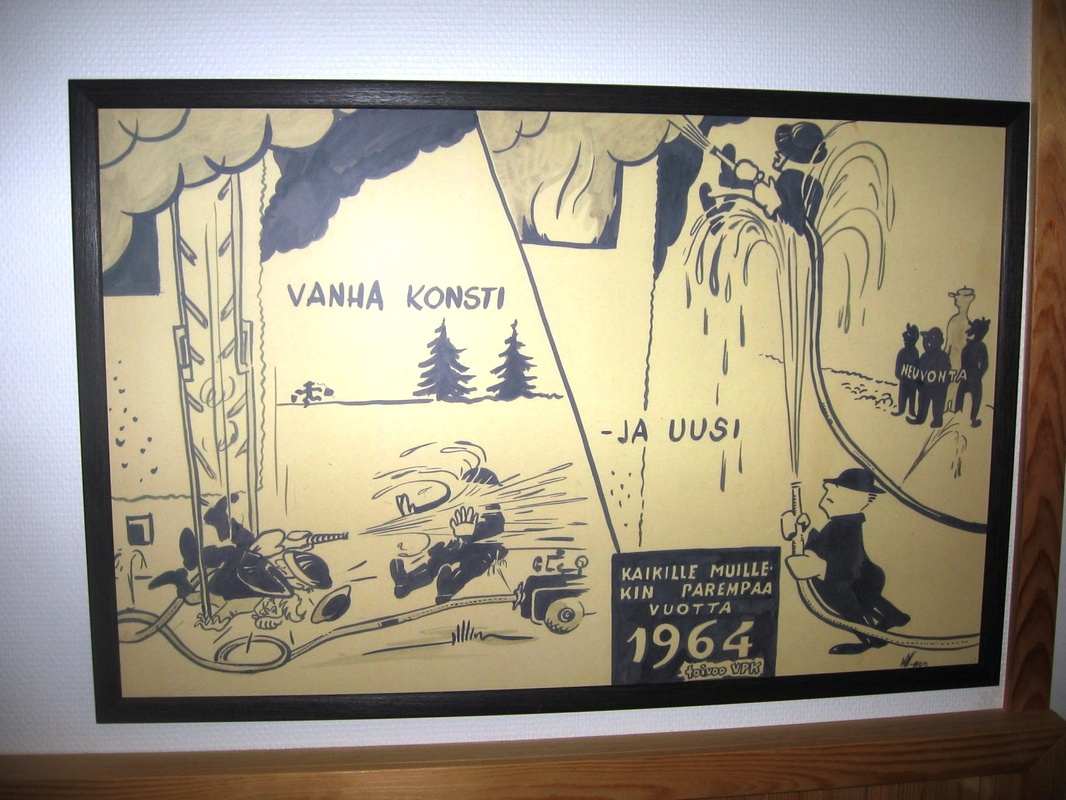 VANHA KONSTI
-JA UUSI
NEUVONTA
KAIKILLE MUILLE-
KIN PAREMPAA
VUOTTA
1964
toivoo VPK